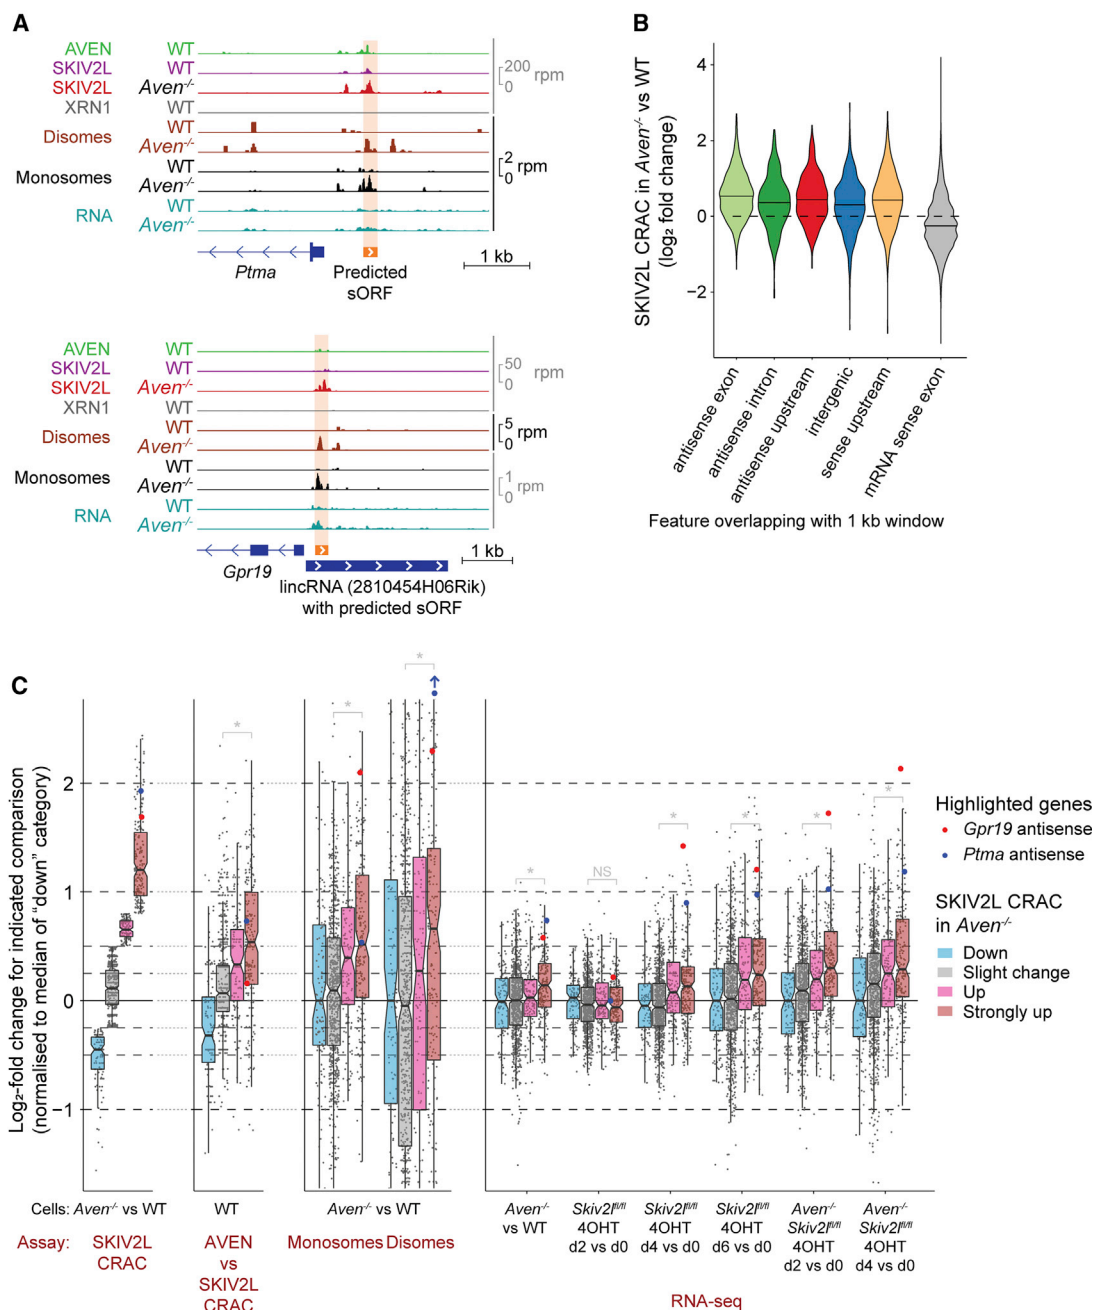 A
AVEN WT
SKIV2L WT
SKIV2L Aven-/-
XRN1 WT
200
0 rpm
Disomes WT
Aven-/-
Monosomes WT
Aven-/-
2
0 rpm
RNA WT
Aven-/-
Ptma
Predicted
sORF
1 kb
AVEN WT
SKIV2L WT
SKIV2L Aven-/-
XRN1 WT
50
0 rpm
Disomes WT
Aven-/-
5
0 rpm
Monosomes WT
Aven-/-
1
0 rpm
RNA WT
Aven-/-
Gpr19
1 kb
lincRNA (2810454H06Rik)
with predicted sORF
B
SKIV2L CRAC in Aven-/- vs WT
(log₂ fold change)
4
2
0
−2
antisense exon
antisense intron
antisense upstream
intergenic
sense upstream
mRNA sense exon
Feature overlapping with 1 kb window
C
Log₂-fold change for indicated comparison
(normalised to median of "down" category)
2
1
0
−1
*
*
*
*
NS
*
*
*
*
Highlighted genes
Gpr19 antisense
Ptma antisense
SKIV2L CRAC
in Aven-/-
Down
Slight change
Up
Strongly up
Cells: Aven-/- vs WT
WT
Aven-/- vs WT
Aven-/-
vs WT
Skiv2lfl/fl
4OHT
d2 vs d0
Skiv2lfl/fl
4OHT
d4 vs d0
Skiv2lfl/fl
4OHT
d6 vs d0
Aven-/-
Skiv2lfl/fl
4OHT
d2 vs d0
Aven-/-
Skiv2lfl/fl
4OHT
d4 vs d0
Assay: SKIV2L
CRAC
AVEN
vs
SKIV2L
CRAC
Monosomes Disomes
RNA-seq